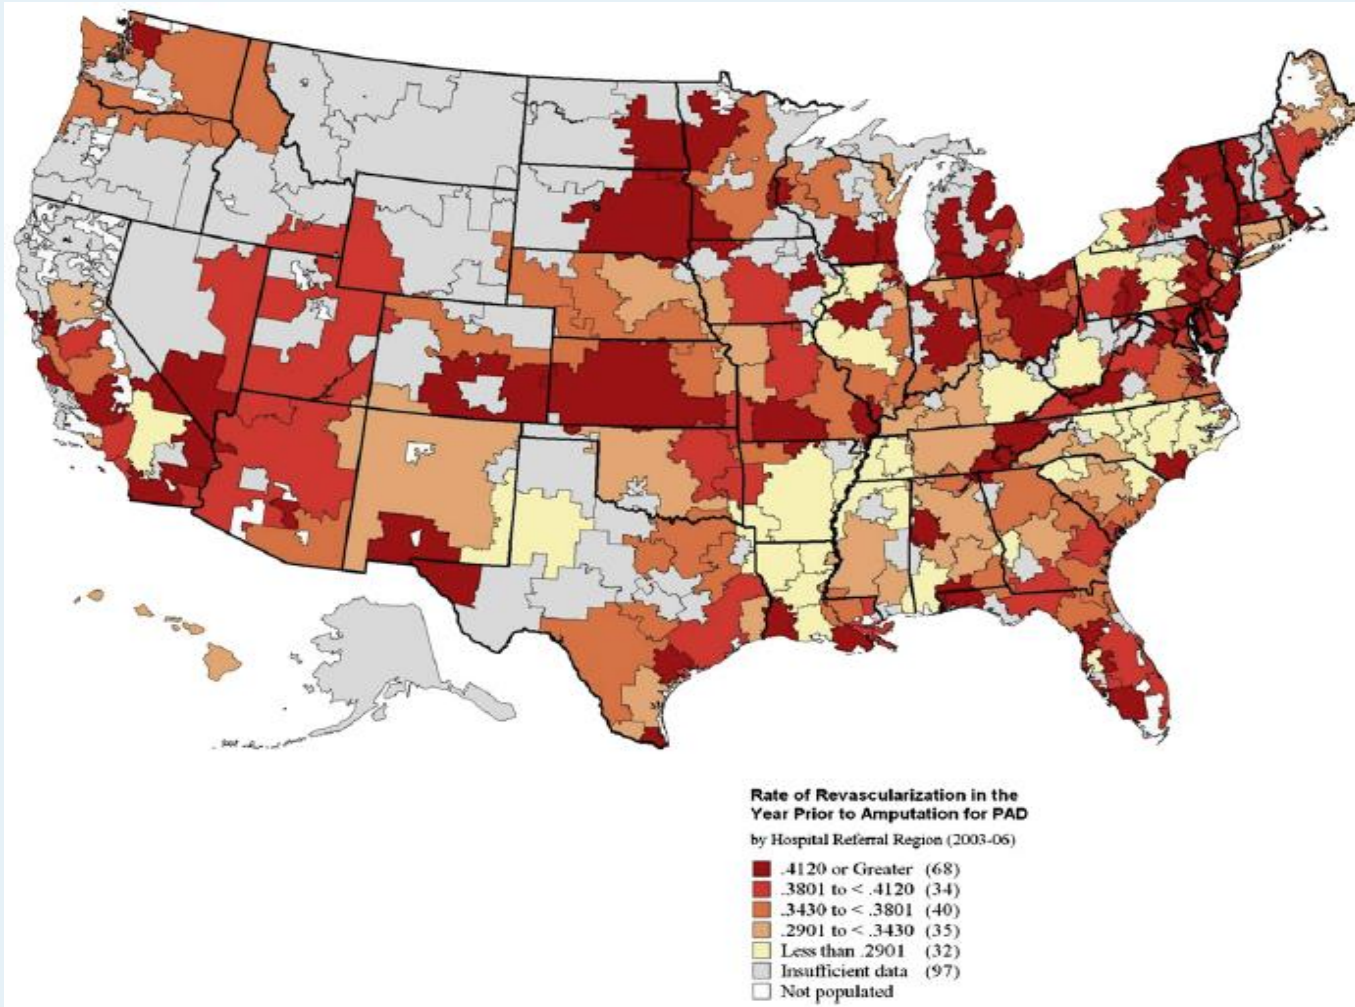 Rate of Revascularization in the
Year Prior to Amputation for PAD
by Hospital Referral Region (2003-06)
.4120 or Greater (68)
.3801 to < .4120 (34)
.3430 to < .3801 (40)
.2901 to < .3430 (35)
Less than .2901 (32)
Insufficient data (97)
Not populated